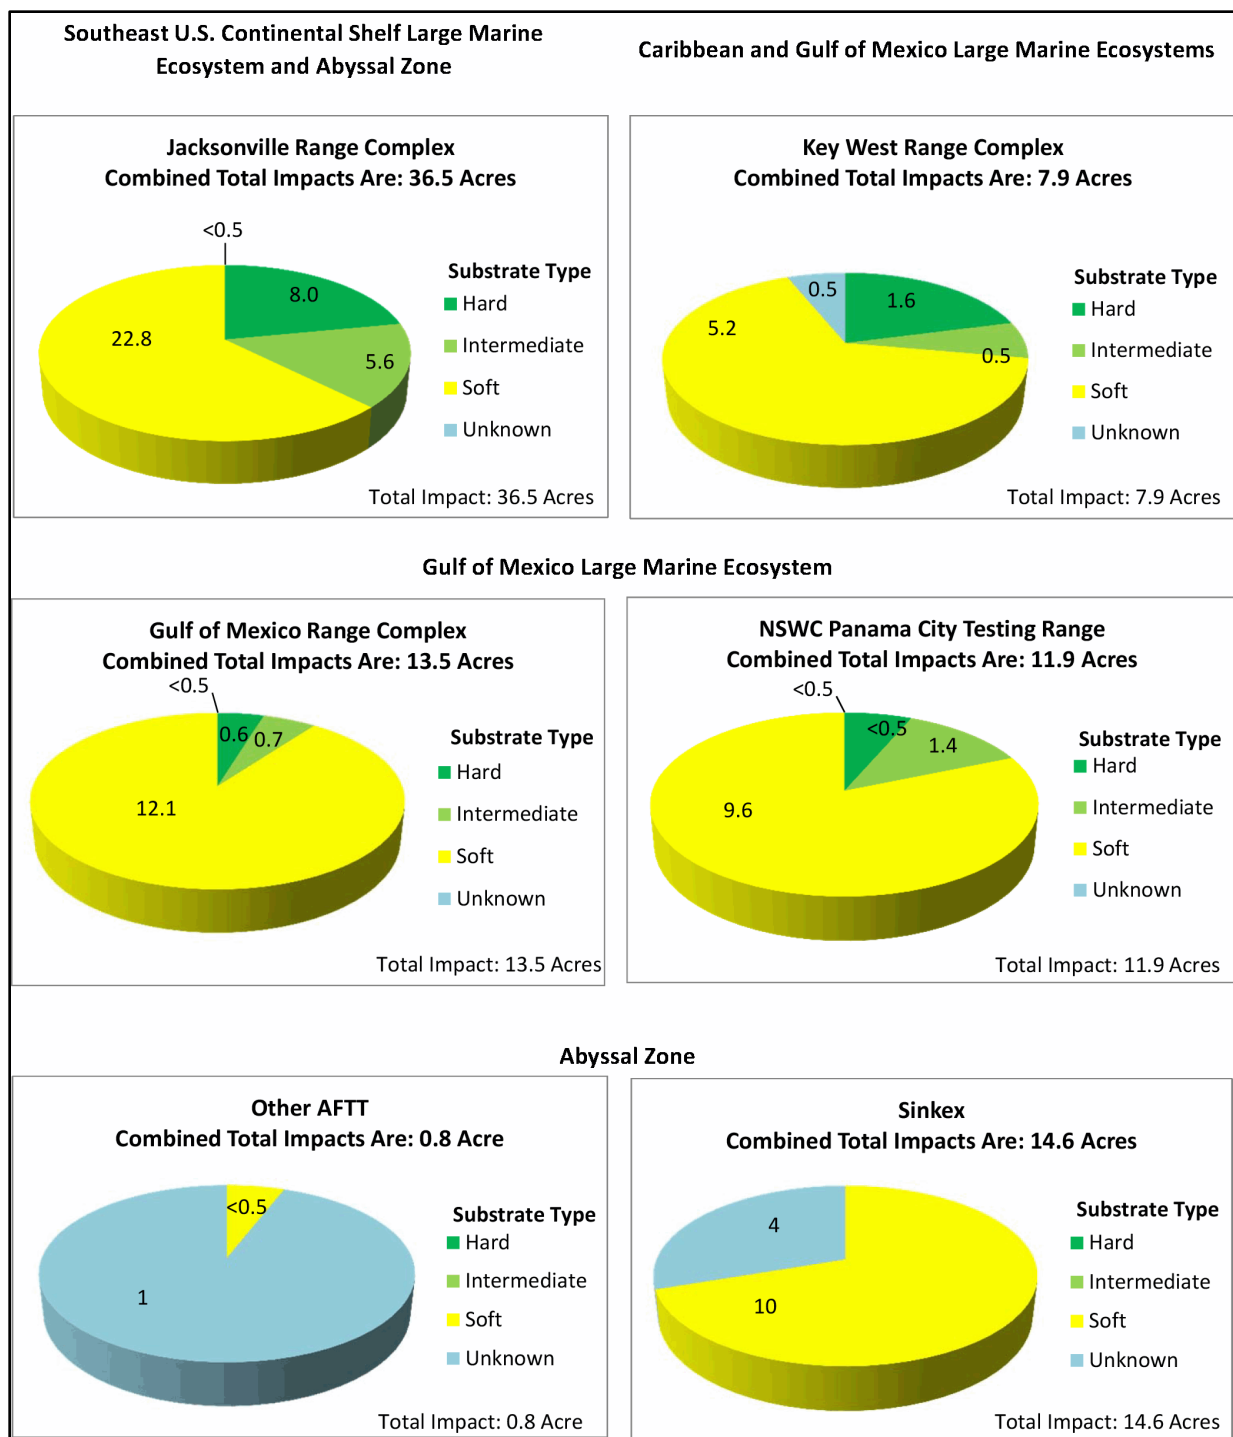 Southeast U.S. Continental Shelf Large Marine
Ecosystem and Abyssal Zone
Caribbean and Gulf of Mexico Large Marine Ecosystems
Jacksonville Range Complex
Combined Total Impacts Are: 36.5 Acres
<0.5
8.0
5.6
22.8
Substrate Type
Hard
Intermediate
Soft
Unknown
Total Impact: 36.5 Acres
Key West Range Complex
Combined Total Impacts Are: 7.9 Acres
0.5
1.6
0.5
5.2
Substrate Type
Hard
Intermediate
Soft
Unknown
Total Impact: 7.9 Acres
Gulf of Mexico Large Marine Ecosystem
Gulf of Mexico Range Complex
Combined Total Impacts Are: 13.5 Acres
<0.5
0.6
0.7
12.1
Substrate Type
Hard
Intermediate
Soft
Unknown
Total Impact: 13.5 Acres
NSWC Panama City Testing Range
Combined Total Impacts Are: 11.9 Acres
<0.5
<0.5
1.4
9.6
Substrate Type
Hard
Intermediate
Soft
Unknown
Total Impact: 11.9 Acres
Abyssal Zone
Other AFTT
Combined Total Impacts Are: 0.8 Acre
<0.5
1
Substrate Type
Hard
Intermediate
Soft
Unknown
Total Impact: 0.8 Acre
Sinkex
Combined Total Impacts Are: 14.6 Acres
4
10
Substrate Type
Hard
Intermediate
Soft
Unknown
Total Impact: 14.6 Acres